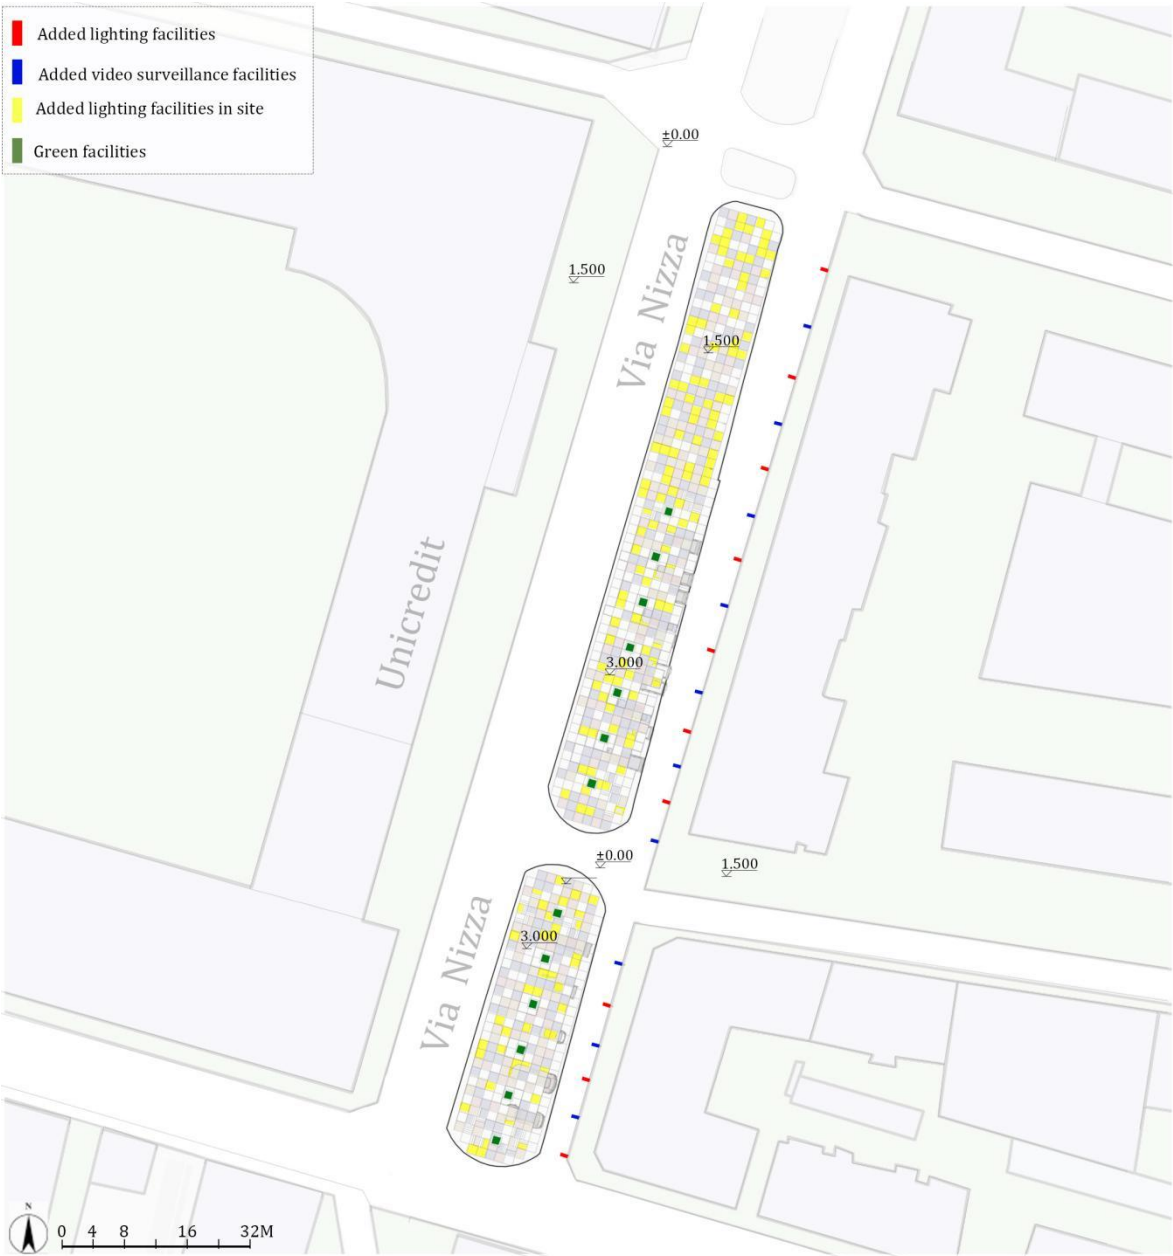 Added lighting facilities
Added video surveillance facilities
Added lighting facilities in site
Green facilities
±0.00
1.500
Via Nizza
1.500
Unicredit
3.000
±0.00
1.500
Via Nizza
3.000
N
0 4 8 16 32M